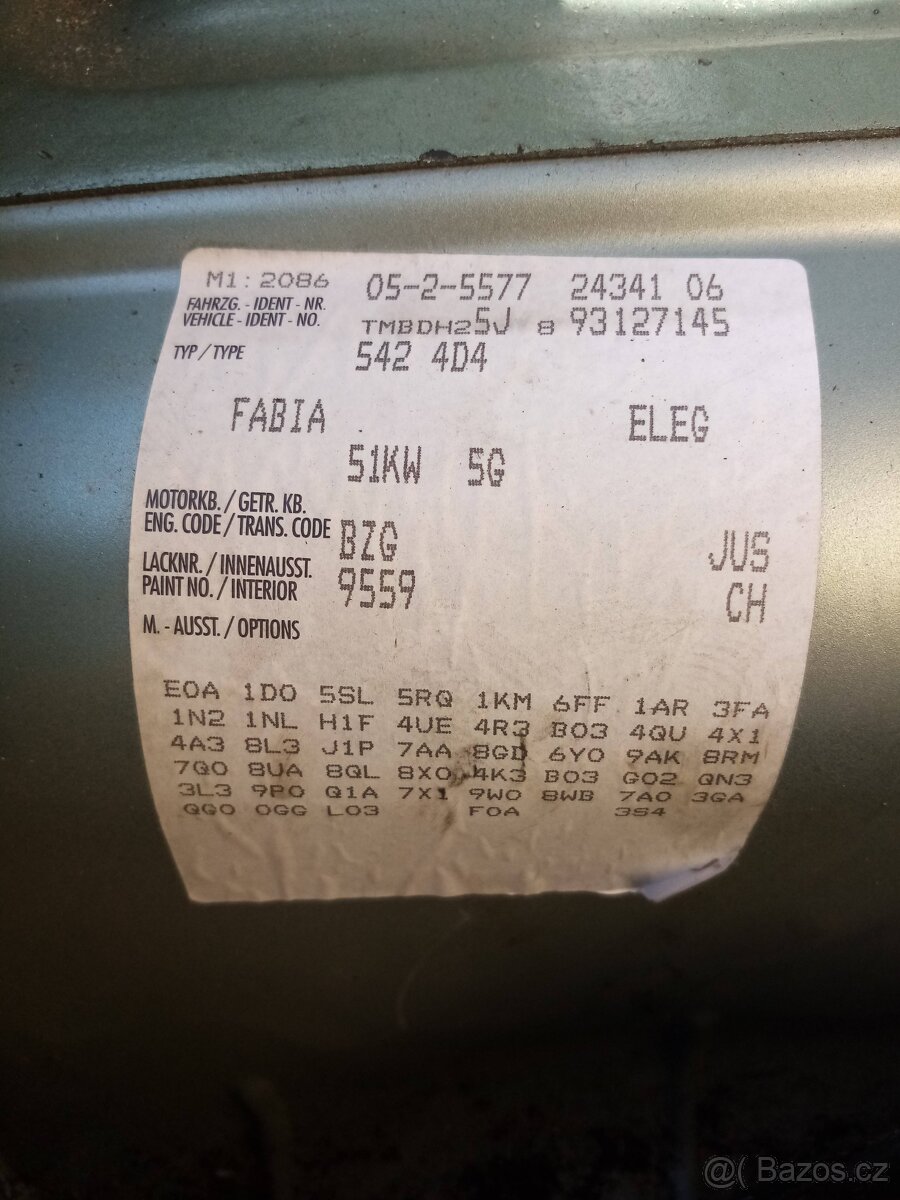 M1: 2086 05-2-5577 24341 06
FAHRZG. - IDENT - NR.
VEHICLE - IDENT - NO. TMBDH25J 8 93127145
TYP / TYPE 542 4D4
FABIA ELEG
51KW 5G
MOTORKB. / GETR. KB.
ENG. CODE / TRANS. CODE BZG JUS
LACKNR. / INNENAUSST.
PAINT NO. / INTERIOR 9559 CH
M. - AUSST. / OPTIONS
E0A 1D0 5SL 5RQ 1KM 6FF 1AR 3FA
1N2 1NL H1F 4UE 4R3 B03 4QU 4X1
4A3 8L3 J1P 7AA 8GD 6Y0 9AK 8RM
7Q0 8UA 8QL 8X0 4K3 B03 G02 QN3
3L3 9P0 Q1A 7X1 9W0 8WB 7A0 3GA
QG0 0GG L03 F0A 3S4
@( Bazos.cz